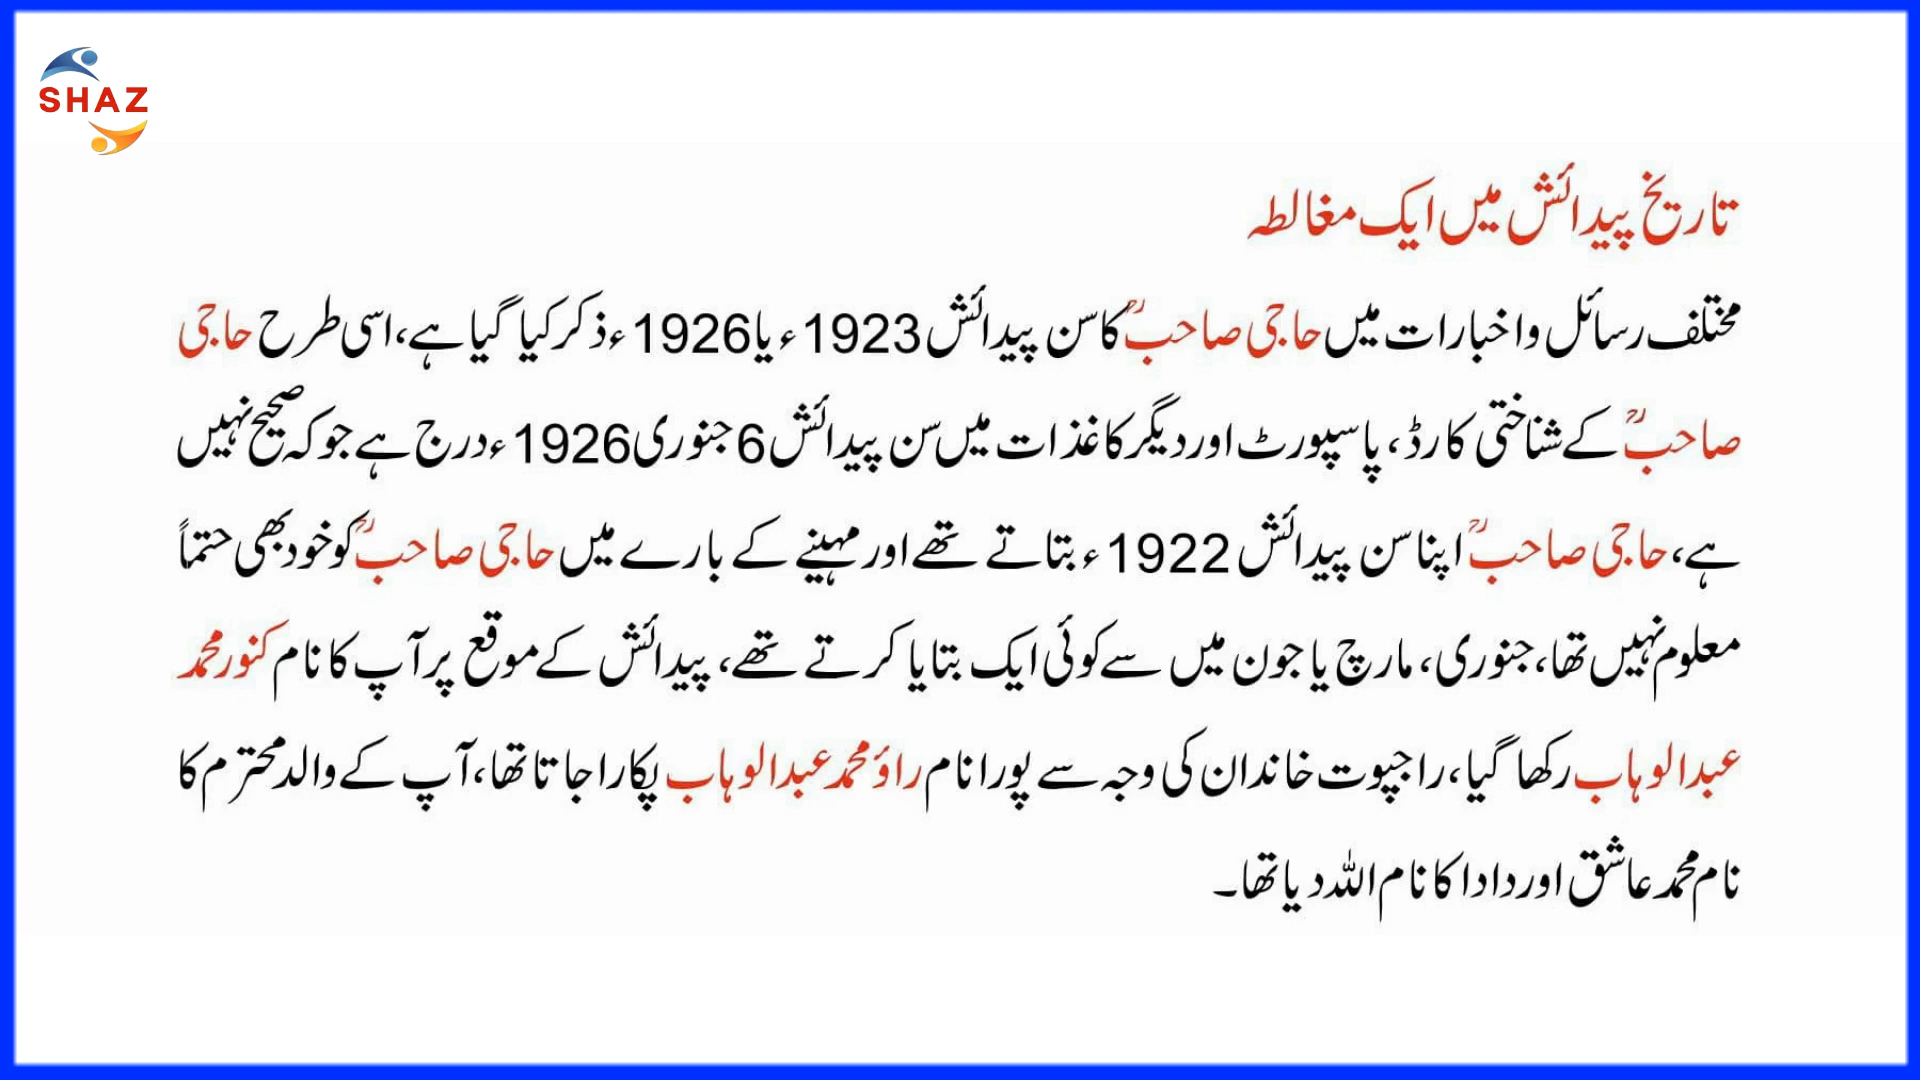 SHAZ
تاریخ پیدائش میں ایک مغالطہ
مختلف رسائل و اخبارات میں حاجی صاحبؒ کا سن پیدائش 1923ء یا 1926ء ذکر کیا گیا ہے، اسی طرح حاجی
صاحبؒ کے شناختی کارڈ، پاسپورٹ اور دیگر کاغذات میں سن پیدائش 6 جنوری 1926ء درج ہے جو کہ صحیح نہیں
ہے، حاجی صاحبؒ اپنا سن پیدائش 1922ء بتاتے تھے اور مہینے کے بارے میں حاجی صاحبؒ کو خود بھی حتماً
معلوم نہیں تھا، جنوری، مارچ یا جون میں سے کوئی ایک بتایا کرتے تھے، پیدائش کے موقع پر آپ کا نام کنور محمد
عبدالوہاب رکھا گیا، راجپوت خاندان کی وجہ سے پورا نام راؤ محمد عبدالوہاب پکارا جاتا تھا، آپ کے والد محترم کا
نام محمد عاشق اور دادا کا نام اللہ دیا تھا۔